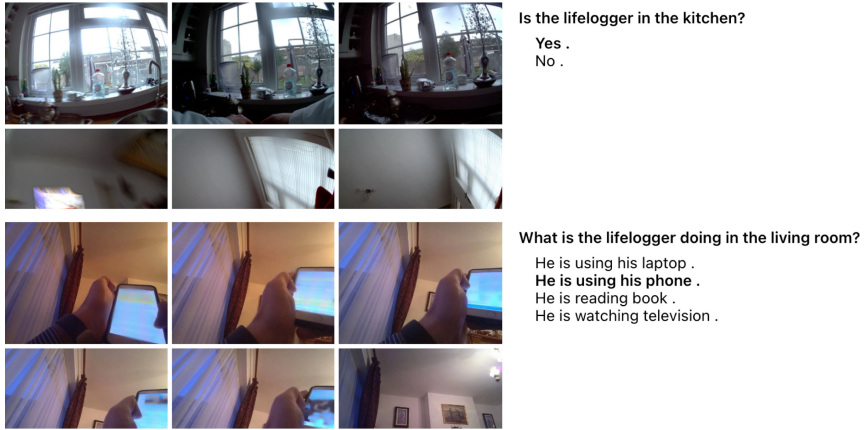 Is the lifelogger in the kitchen?
Yes .
No .
What is the lifelogger doing in the living room?
He is using his laptop .
He is using his phone .
He is reading book .
He is watching television .